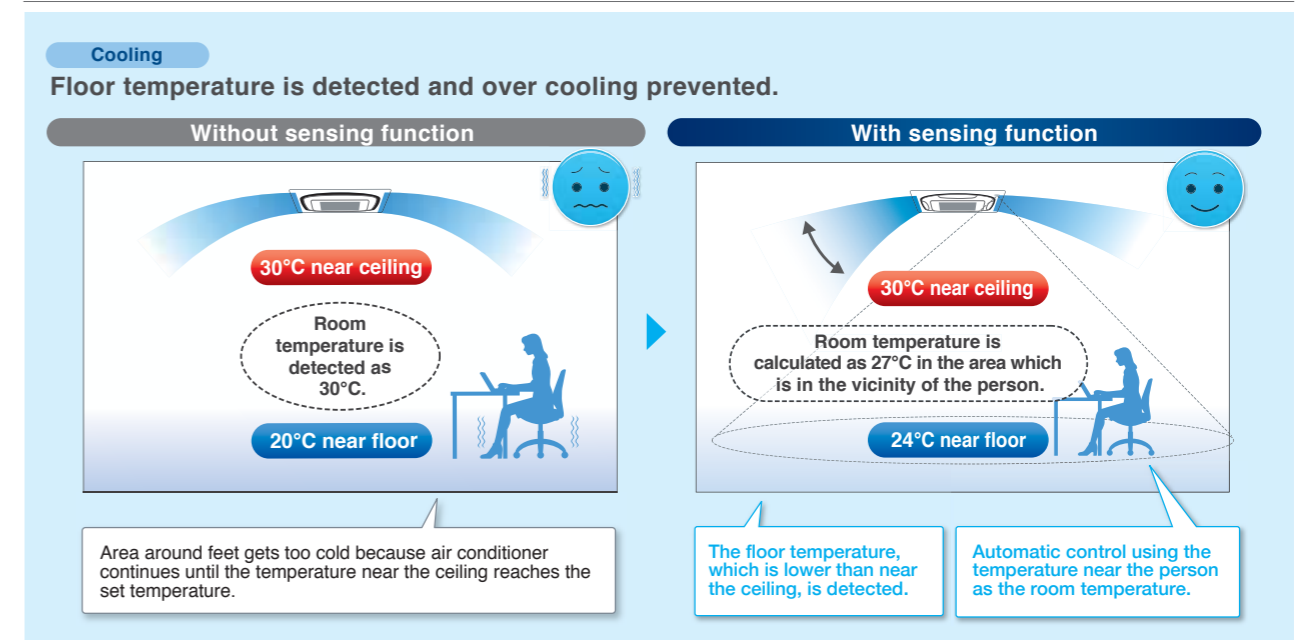 Cooling
Floor temperature is detected and over cooling prevented.
Without sensing function
30°C near ceiling
Room
temperature is
detected as
30°C.
20°C near floor
Area around feet gets too cold because air conditioner
continues until the temperature near the ceiling reaches the
set temperature.
With sensing function
30°C near ceiling
Room temperature is
calculated as 27°C in the area which
is in the vicinity of the person.
24°C near floor
The floor temperature,
which is lower than near
the ceiling, is detected.
Automatic control using the
temperature near the person
as the room temperature.